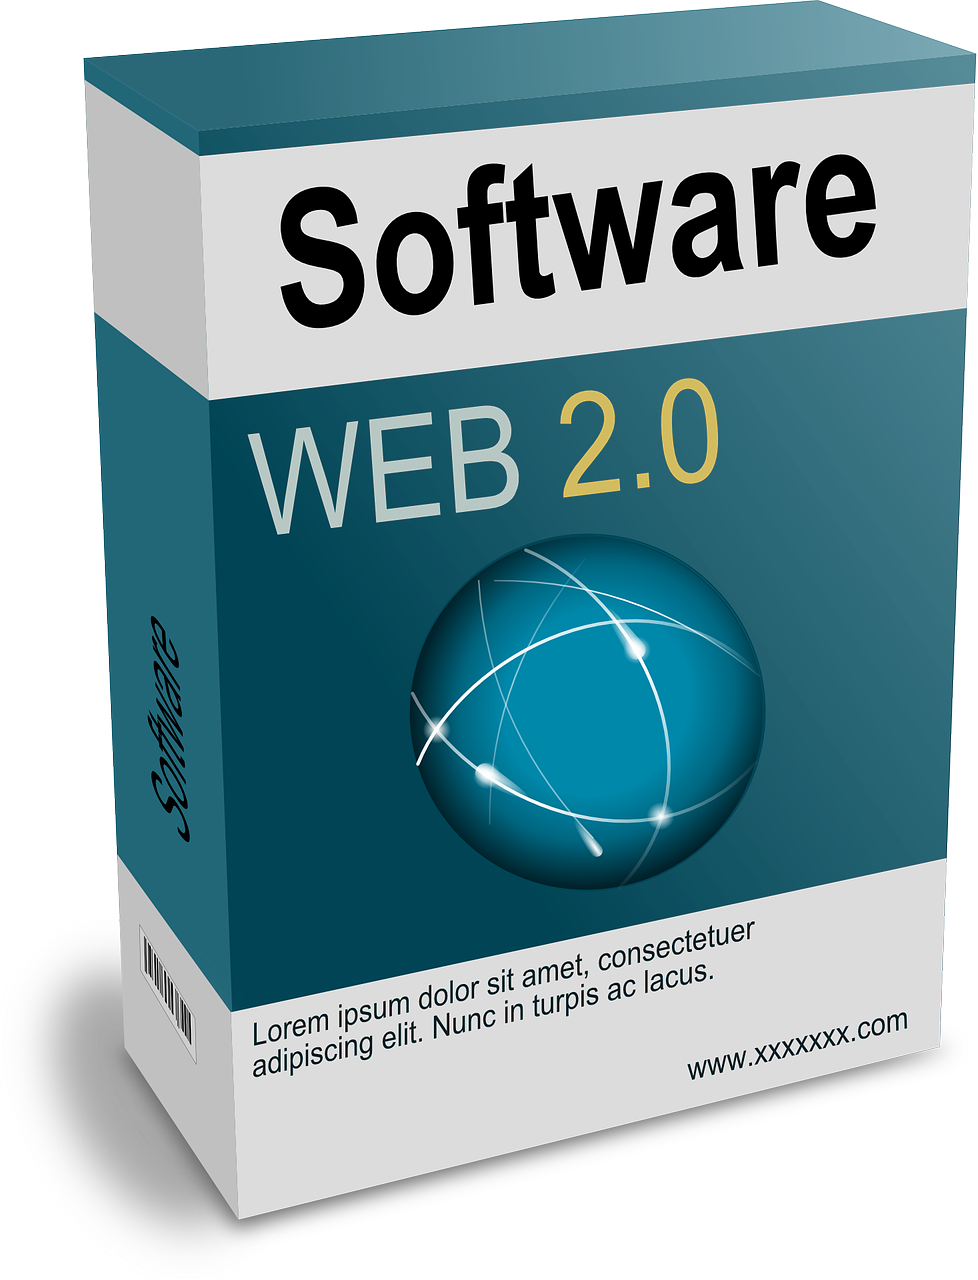 Software
WEB 2.0
Software
Lorem ipsum dolor sit amet, consectetuer
adipiscing elit. Nunc in turpis ac lacus.
www.xxxxxxx.com